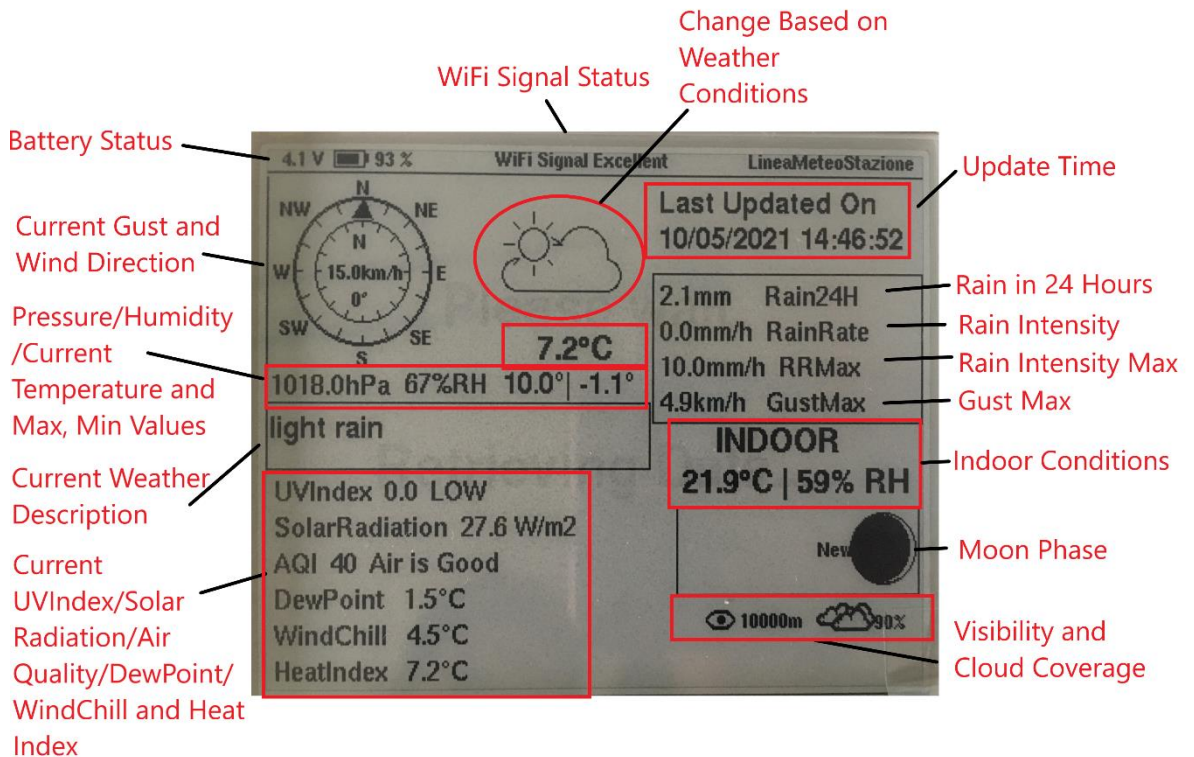 Change Based on
Weather
Conditions
WiFi Signal Status
Battery Status
4.1 V 93 % WiFi Signal Excellent LineaMeteoStazione
Update Time
Last Updated On
10/05/2021 14:46:52
Current Gust and
Wind Direction
N
NW NE
N
W 15.0km/h E
0°
SW SE
S
7.2°C
Pressure/Humidity
/Current
Temperature and
Max, Min Values
1018.0hPa 67%RH 10.0°| -1.1°
2.1mm Rain24H
0.0mm/h RainRate
10.0mm/h RRMax
4.9km/h GustMax
Rain in 24 Hours
Rain Intensity
Rain Intensity Max
Gust Max
Current Weather
Description
light rain
INDOOR
21.9°C | 59% RH
Indoor Conditions
Current
UVIndex/Solar
Radiation/Air
Quality/DewPoint/
WindChill and Heat
Index
UVIndex 0.0 LOW
SolarRadiation 27.6 W/m2
AQI 40 Air is Good
DewPoint 1.5°C
WindChill 4.5°C
HeatIndex 7.2°C
New
Moon Phase
10000m 90%
Visibility and
Cloud Coverage